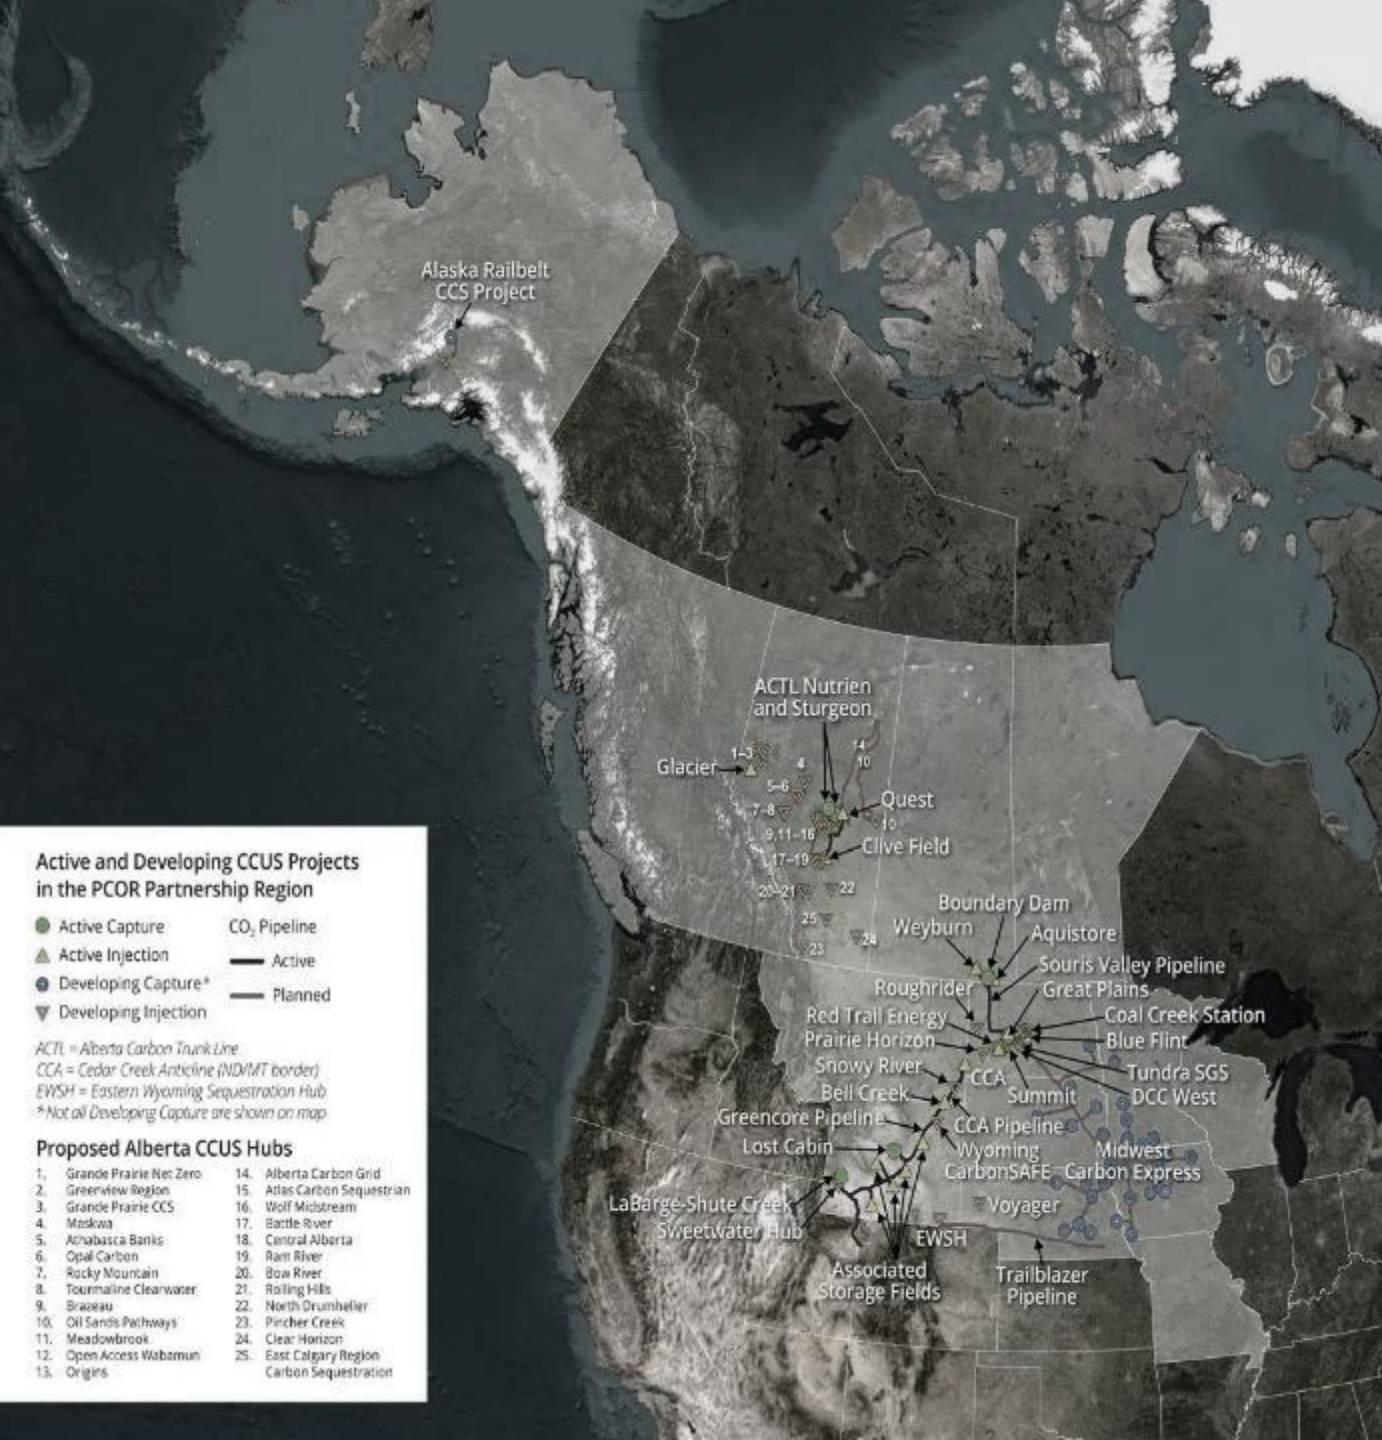 Alaska Railbelt
CCS Project
ACTL Nutrien
and Sturgeon
1–3
14
10
Glacier
4
5–6
Quest
7–8
10
9,11–16
Clive Field
17–19
20–21
22
25
24
23
Boundary Dam
Weyburn
Aquistore
Souris Valley Pipeline
Roughrider
Great Plains
Red Trail Energy
Coal Creek Station
Prairie Horizon
Blue Flint
Snowy River
CCA
Tundra SGS
Bell Creek
Summit
DCC West
Greencore Pipeline
CCA Pipeline
Lost Cabin
Wyoming
CarbonSAFE
Midwest
Carbon Express
LaBarge-Shute Creek
Voyager
Sweetwater Hub
EWSH
Associated
Storage Fields
Trailblazer
Pipeline
Active and Developing CCUS Projects
in the PCOR Partnership Region
Active Capture
CO₂ Pipeline
Active Injection
Active
Developing Capture*
Planned
Developing Injection
ACTL = Alberta Carbon Trunk Line
CCA = Cedar Creek Anticline (ND/MT border)
EWSH = Eastern Wyoming Sequestration Hub
*Not all Developing Capture are shown on map
Proposed Alberta CCUS Hubs
1. Grande Prairie Net Zero
2. Greenview Region
3. Grande Prairie CCS
4. Maskwa
5. Athabasca Banks
6. Opal Carbon
7. Rocky Mountain
8. Tourmaline Clearwater
9. Brazeau
10. Oil Sands Pathways
11. Meadowbrook
12. Open Access Wabamun
13. Origins
14. Alberta Carbon Grid
15. Atlas Carbon Sequestrian
16. Wolf Midstream
17. Battle River
18. Central Alberta
19. Ram River
20. Bow River
21. Rolling Hills
22. North Drumheller
23. Pincher Creek
24. Clear Horizon
25. East Calgary Region
Carbon Sequestration